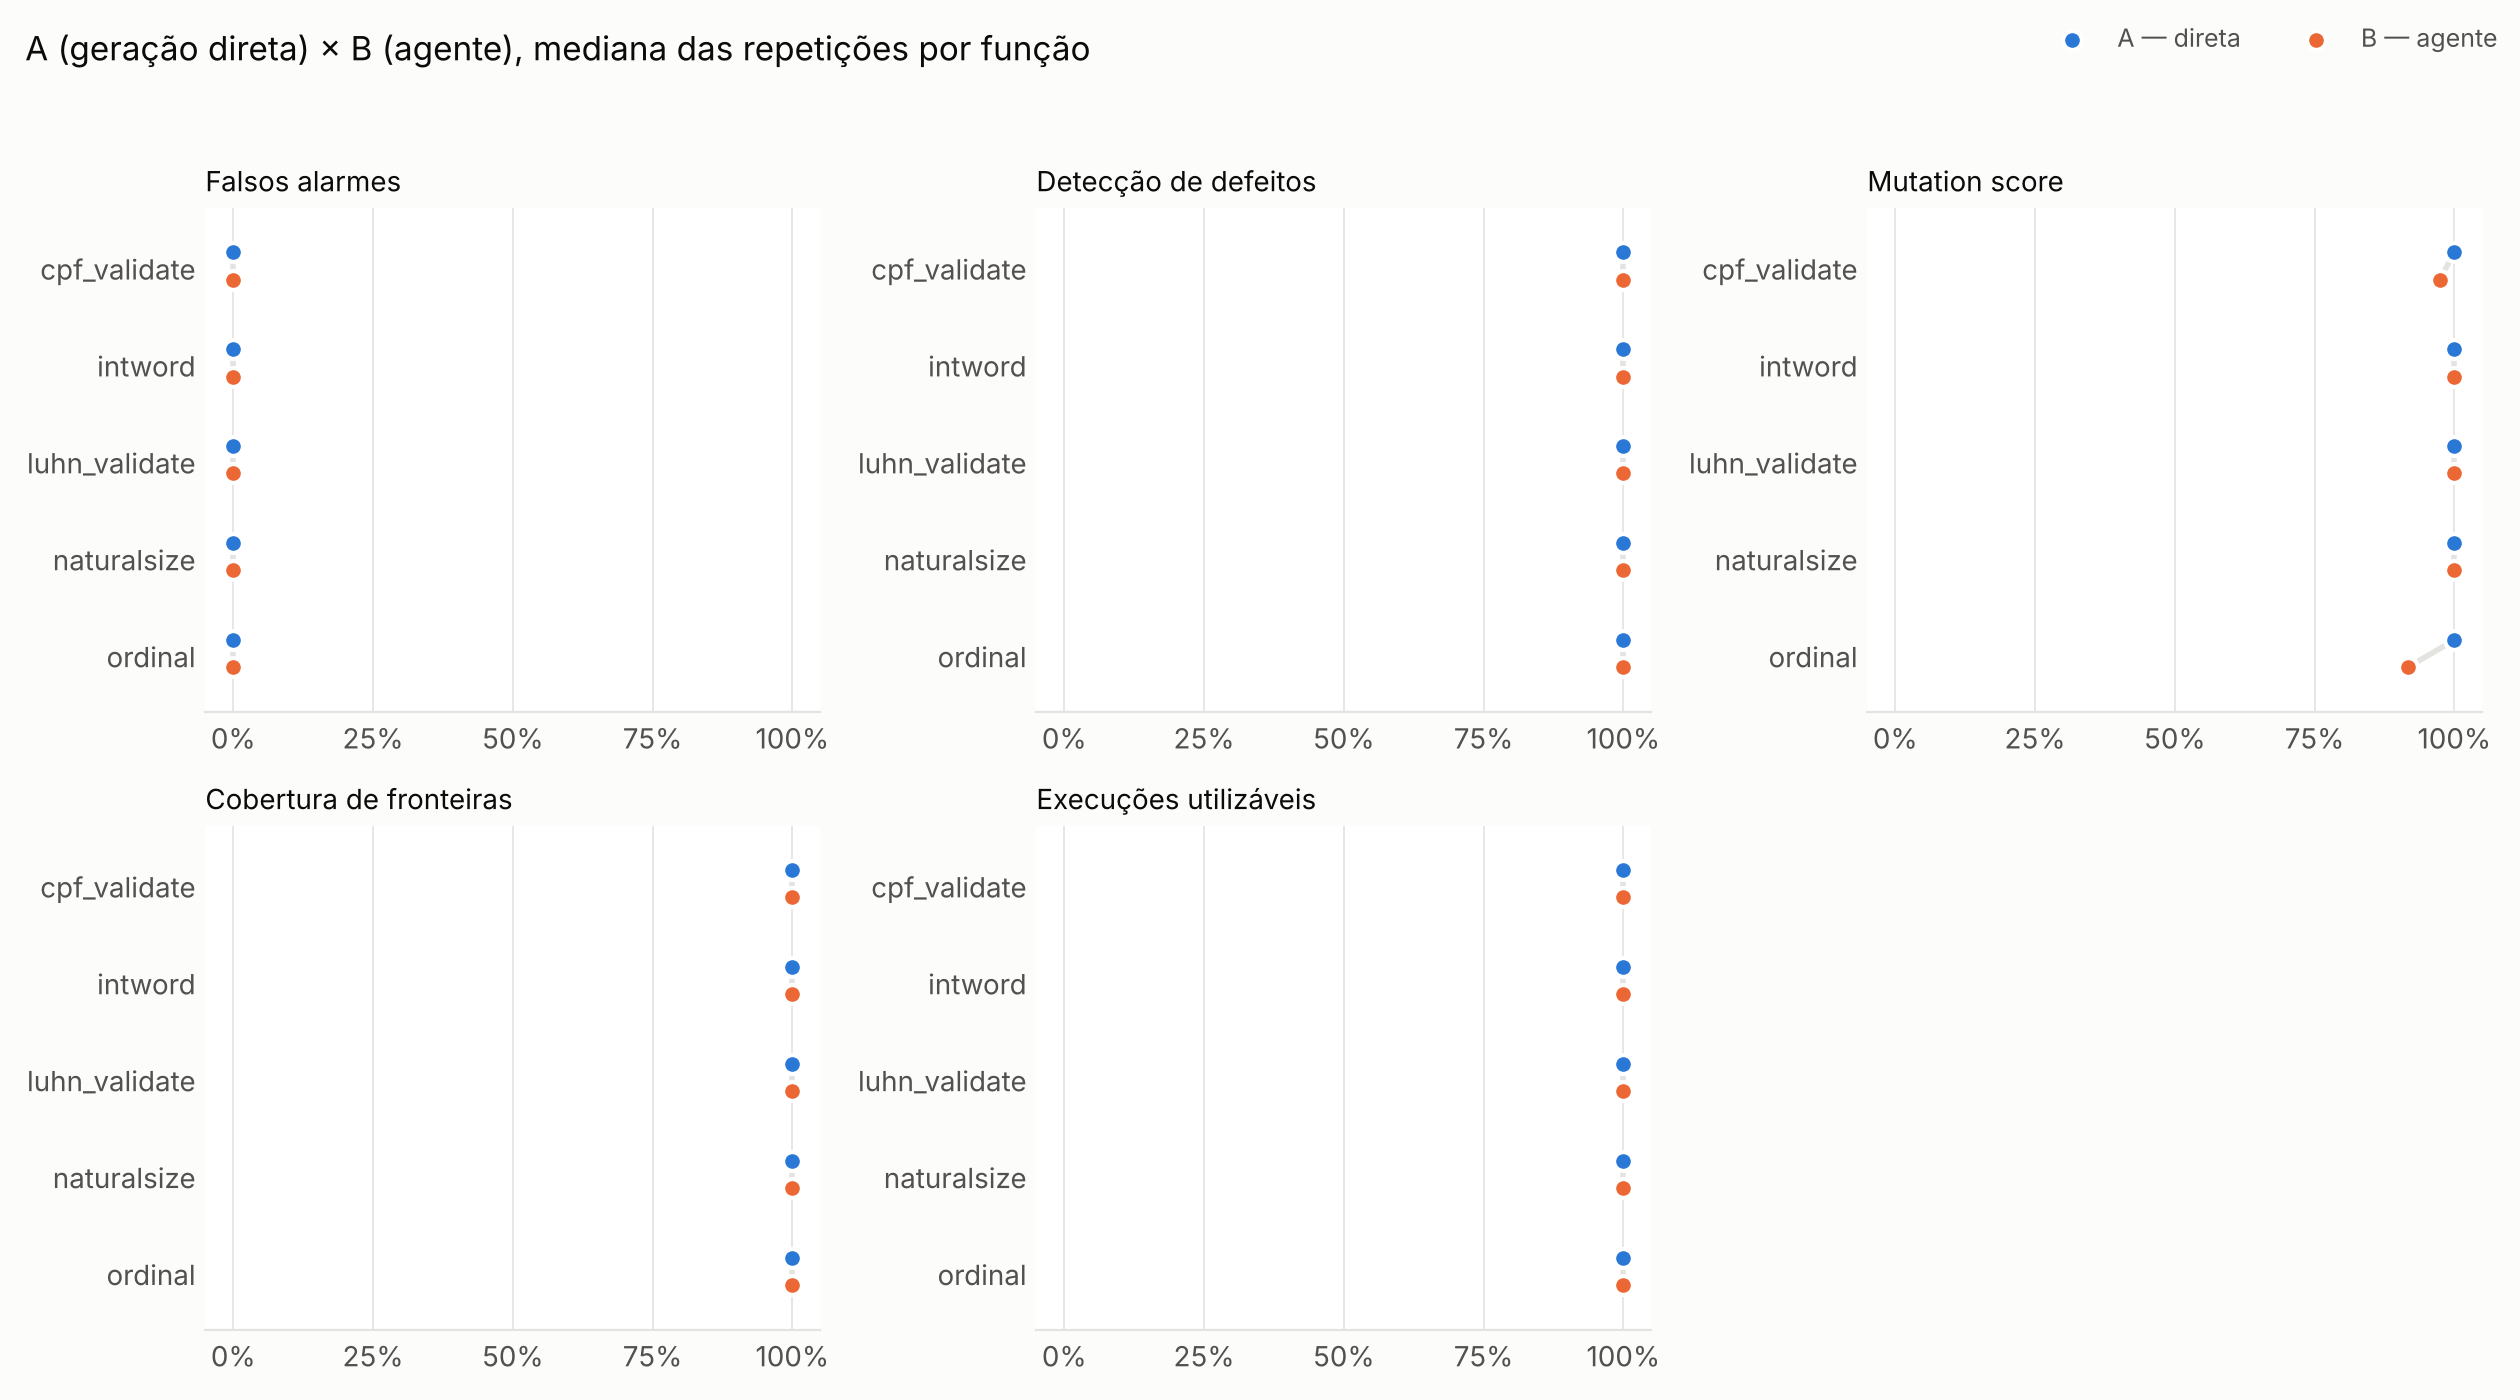 A (geração direta) × B (agente), mediana das repetições por função
A — direta
B — agente
Falsos alarmes
cpf_validate
intword
luhn_validate
naturalsize
ordinal
0% 25% 50% 75% 100%
Detecção de defeitos
cpf_validate
intword
luhn_validate
naturalsize
ordinal
0% 25% 50% 75% 100%
Mutation score
cpf_validate
intword
luhn_validate
naturalsize
ordinal
0% 25% 50% 75% 100%
Cobertura de fronteiras
cpf_validate
intword
luhn_validate
naturalsize
ordinal
0% 25% 50% 75% 100%
Execuções utilizáveis
cpf_validate
intword
luhn_validate
naturalsize
ordinal
0% 25% 50% 75% 100%